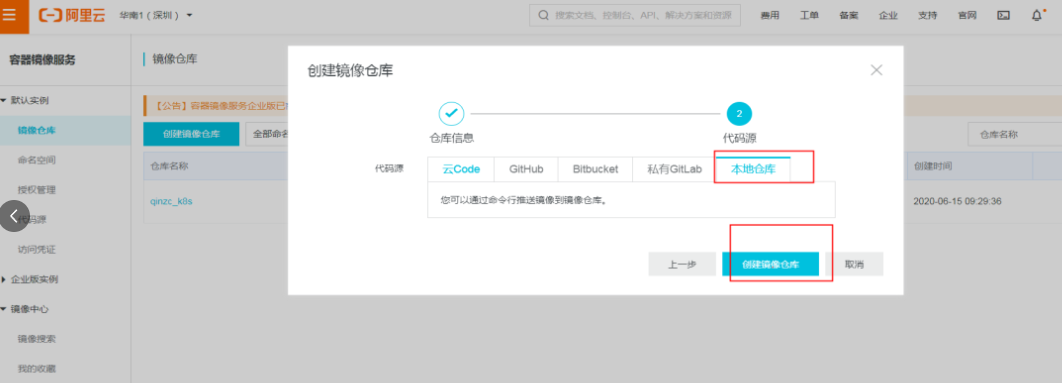 阿里云 华南1（深圳） 搜索文档、控制台、API、解决方案和资源 费用 工单 备案 企业 支持 官网
容器镜像服务 镜像仓库
默认实例
镜像仓库
命名空间
授权管理
代码源
访问凭证
企业版实例
镜像中心
镜像搜索
我的收藏
【公告】容器镜像服务企业版已
创建镜像仓库 全部命名 仓库名称
仓库名称 创建时间
qinzc_k8s 2020-06-15 09:29:36
创建镜像仓库
2
仓库信息 代码源
代码源 云Code GitHub Bitbucket 私有GitLab 本地仓库
您可以通过命令行推送镜像到镜像仓库。
上一步 创建镜像仓库 取消